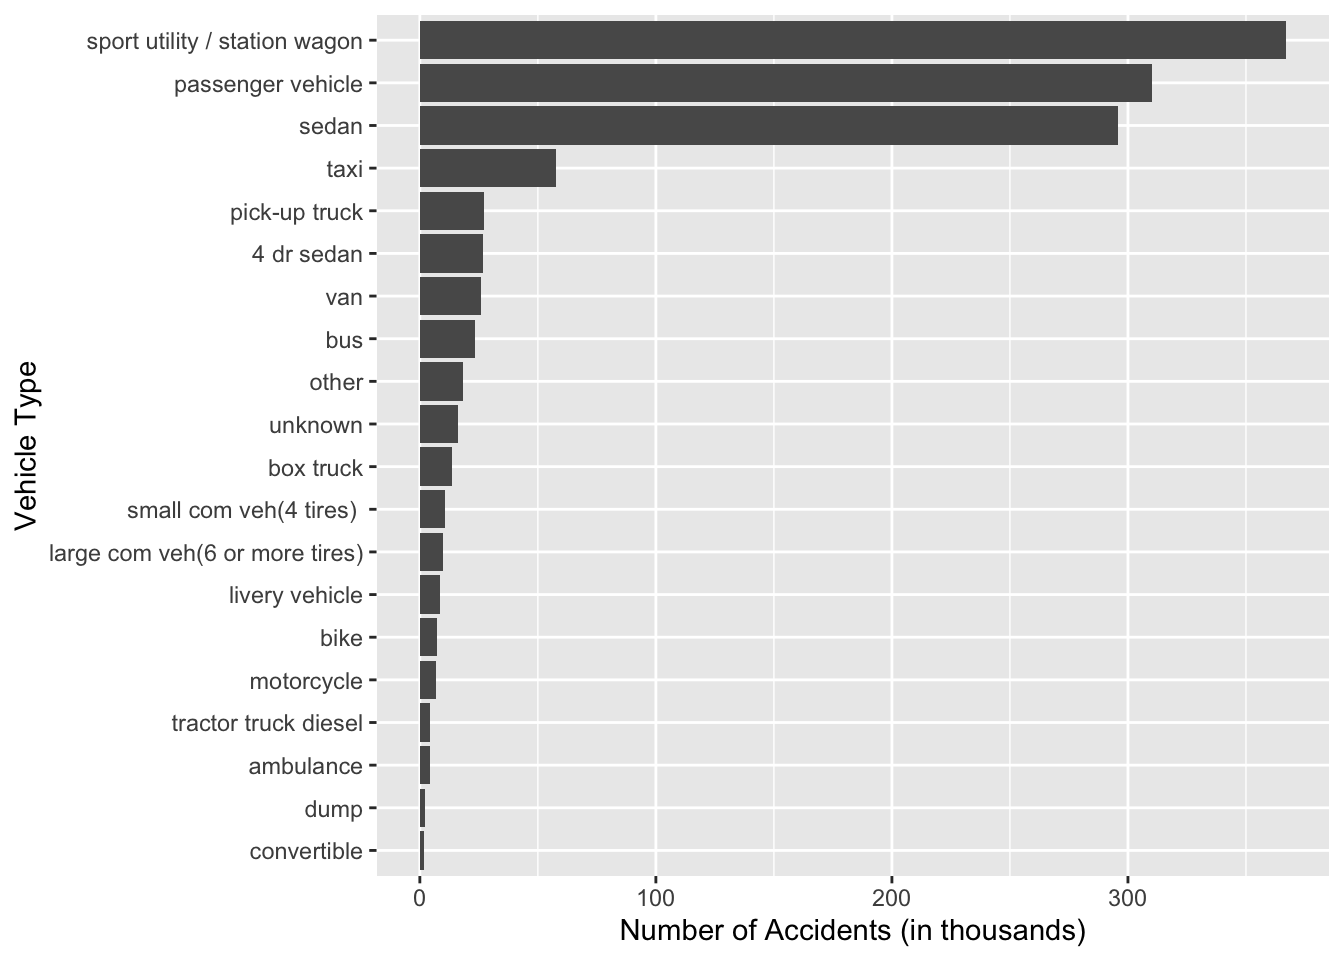 sport utility / station wagon
passenger vehicle
sedan
taxi
pick-up truck
4 dr sedan
van
bus
other
unknown
box truck
small com veh(4 tires)
large com veh(6 or more tires)
livery vehicle
bike
motorcycle
tractor truck diesel
ambulance
dump
convertible
Vehicle Type
0 100 200 300
Number of Accidents (in thousands)